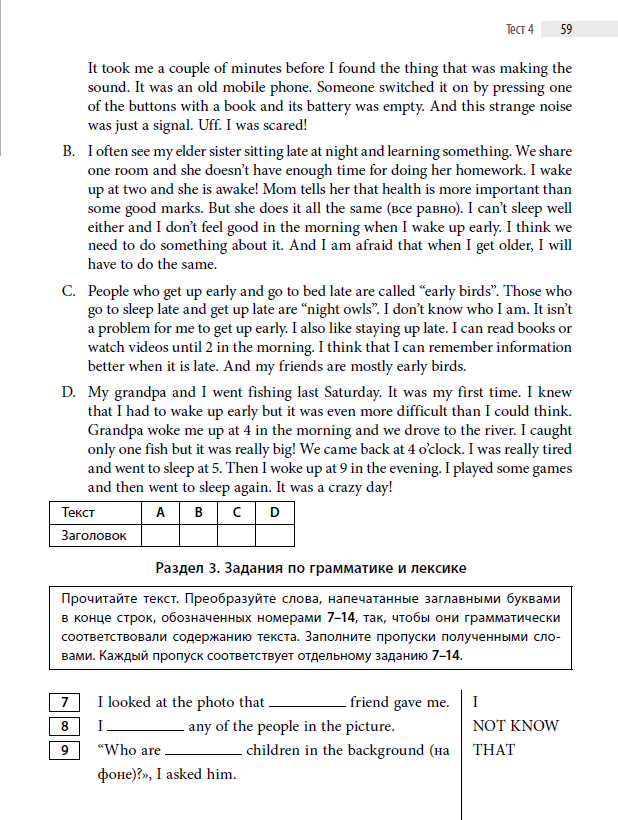 Тест 4 59
It took me a couple of minutes before I found the thing that was making the
sound. It was an old mobile phone. Someone switched it on by pressing one
of the buttons with a book and its battery was empty. And this strange noise
was just a signal. Uff. I was scared!
B. I often see my elder sister sitting late at night and learning something. We share
one room and she doesn’t have enough time for doing her homework. I wake
up at two and she is awake! Mom tells her that health is more important than
some good marks. But she does it all the same (все равно). I can’t sleep well
either and I don’t feel good in the morning when I wake up early. I think we
need to do something about it. And I am afraid that when I get older, I will
have to do the same.
C. People who get up early and go to bed late are called “early birds”. Those who
go to sleep late and get up late are “night owls”. I don’t know who I am. It isn’t
a problem for me to get up early. I also like staying up late. I can read books or
watch videos until 2 in the morning. I think that I can remember information
better when it is late. And my friends are mostly early birds.
D. My grandpa and I went fishing last Saturday. It was my first time. I knew
that I had to wake up early but it was even more difficult than I could think.
Grandpa woke me up at 4 in the morning and we drove to the river. I caught
only one fish but it was really big! We came back at 4 o’clock. I was really tired
and went to sleep at 5. Then I woke up at 9 in the evening. I played some games
and then went to sleep again. It was a crazy day!
Текст A B C D
Заголовок
Раздел 3. Задания по грамматике и лексике
Прочитайте текст. Преобразуйте слова, напечатанные заглавными буквами
в конце строк, обозначенных номерами 7–14, так, чтобы они грамматически
соответствовали содержанию текста. Заполните пропуски полученными сло-
вами. Каждый пропуск соответствует отдельному заданию 7–14.
7 I looked at the photo that __________ friend gave me. I
8 I __________ any of the people in the picture. NOT KNOW
9 “Who are __________ children in the background (на THAT
фоне)?», I asked him.